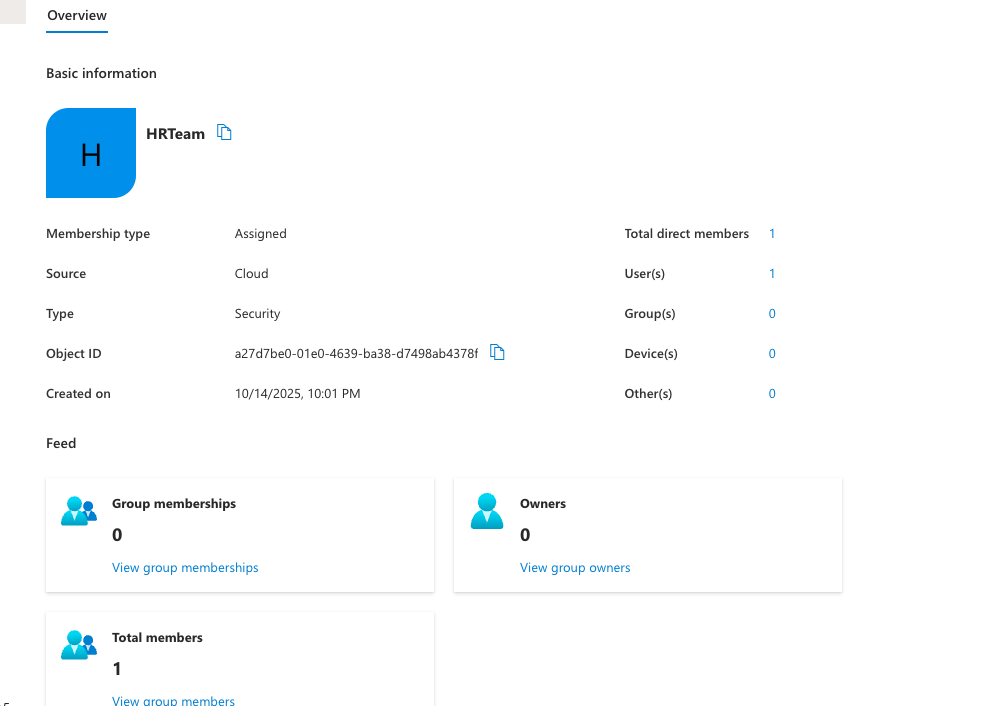 Overview
Basic information
H
HRTeam
Membership type Assigned Total direct members 1
Source Cloud User(s) 1
Type Security Group(s) 0
Object ID a27d7be0-01e0-4639-ba38-d7498ab4378f Device(s) 0
Created on 10/14/2025, 10:01 PM Other(s) 0
Feed
Group memberships
0
View group memberships
Owners
0
View group owners
Total members
1
View group members